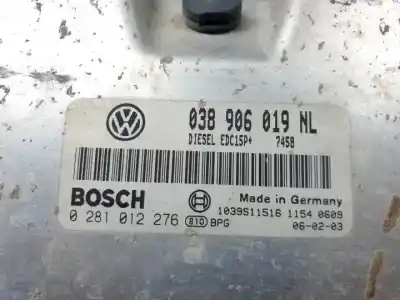 038 906 019 NL
DIESEL EDC15P+ 7458
BOSCH
Made in Germany
1039S11516 1154 0609
0 281 012 276 810 BPG
06-02-03